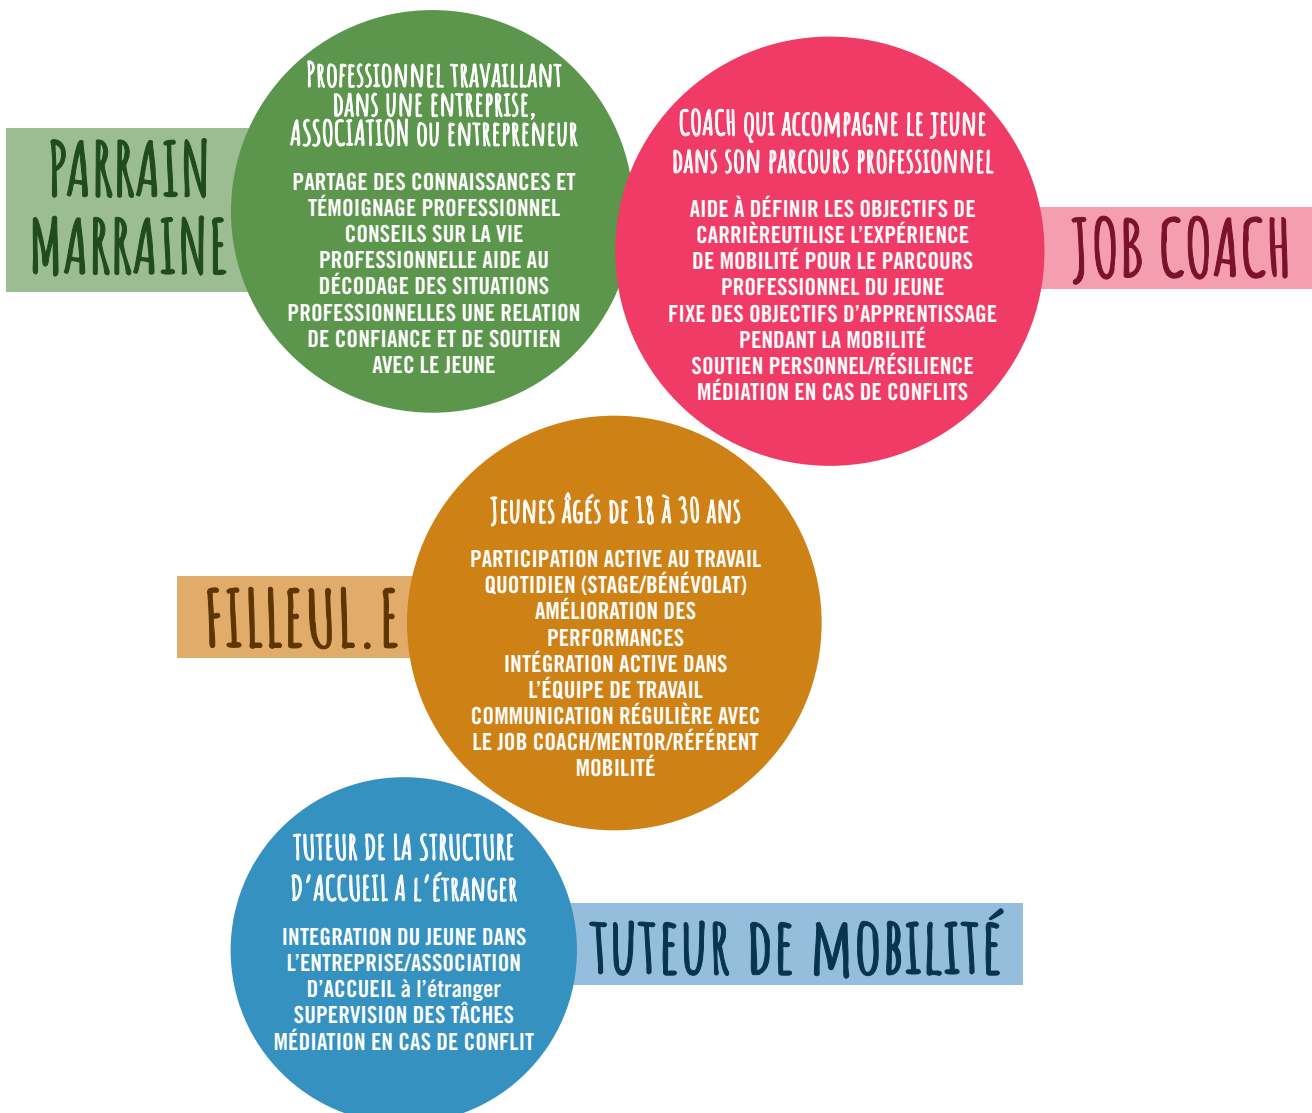 PARRAIN
MARRAINE
PROFESSIONNEL TRAVAILLANT
DANS UNE ENTREPRISE,
ASSOCIATION OU ENTREPRENEUR
PARTAGE DES CONNAISSANCES ET
TÉMOIGNAGE PROFESSIONNEL
CONSEILS SUR LA VIE
PROFESSIONNELLE AIDE AU
DÉCODAGE DES SITUATIONS
PROFESSIONNELLES UNE RELATION
DE CONFIANCE ET DE SOUTIEN
AVEC LE JEUNE
COACH QUI ACCOMPAGNE LE JEUNE
DANS SON PARCOURS PROFESSIONNEL
AIDE À DÉFINIR LES OBJECTIFS DE
CARRIÈREUTILISE L'EXPÉRIENCE
DE MOBILITÉ POUR LE PARCOURS
PROFESSIONNEL DU JEUNE
FIXE DES OBJECTIFS D'APPRENTISSAGE
PENDANT LA MOBILITÉ
SOUTIEN PERSONNEL/RÉSILIENCE
MÉDIATION EN CAS DE CONFLITS
JOB COACH
FILLEUL.E
JEUNES ÂGÉS DE 18 À 30 ANS
PARTICIPATION ACTIVE AU TRAVAIL
QUOTIDIEN (STAGE/BÉNÉVOLAT)
AMÉLIORATION DES
PERFORMANCES
INTÉGRATION ACTIVE DANS
L'ÉQUIPE DE TRAVAIL
COMMUNICATION RÉGULIÈRE AVEC
LE JOB COACH/MENTOR/RÉFÉRENT
MOBILITÉ
TUTEUR DE LA STRUCTURE
D'ACCUEIL A L'ÉTRANGER
INTEGRATION DU JEUNE DANS
L'ENTREPRISE/ASSOCIATION
D'ACCUEIL à l'étranger
SUPERVISION DES TÂCHES
MÉDIATION EN CAS DE CONFLIT
TUTEUR DE MOBILITÉ